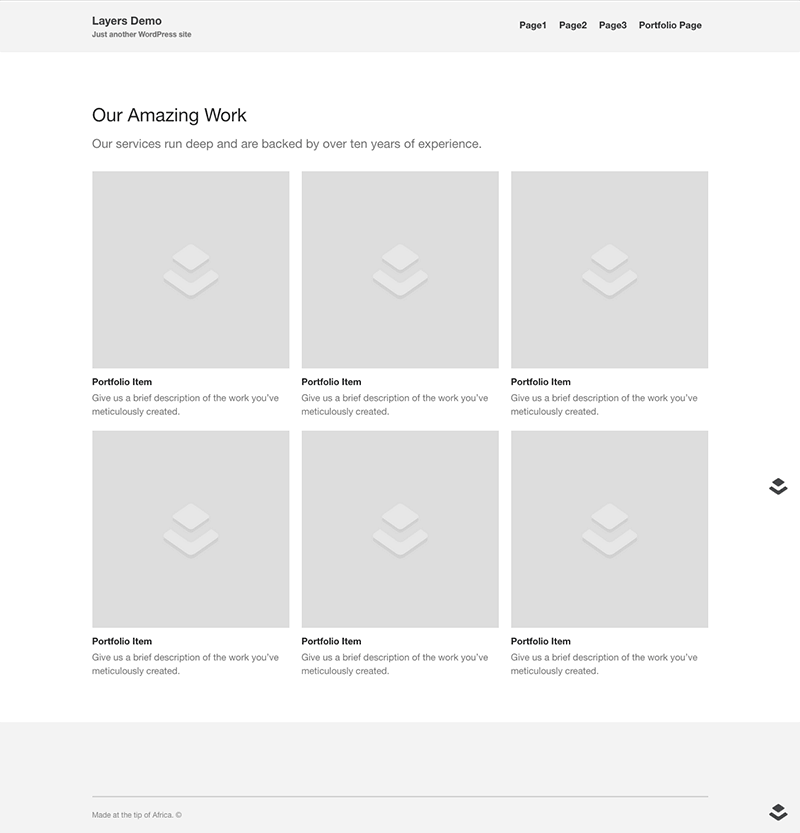 Layers Demo
Just another WordPress site
Page1 Page2 Page3 Portfolio Page
Our Amazing Work
Our services run deep and are backed by over ten years of experience.
Portfolio Item
Give us a brief description of the work you've
meticulously created.
Portfolio Item
Give us a brief description of the work you've
meticulously created.
Portfolio Item
Give us a brief description of the work you've
meticulously created.
Portfolio Item
Give us a brief description of the work you've
meticulously created.
Portfolio Item
Give us a brief description of the work you've
meticulously created.
Portfolio Item
Give us a brief description of the work you've
meticulously created.
Made at the tip of Africa. ©